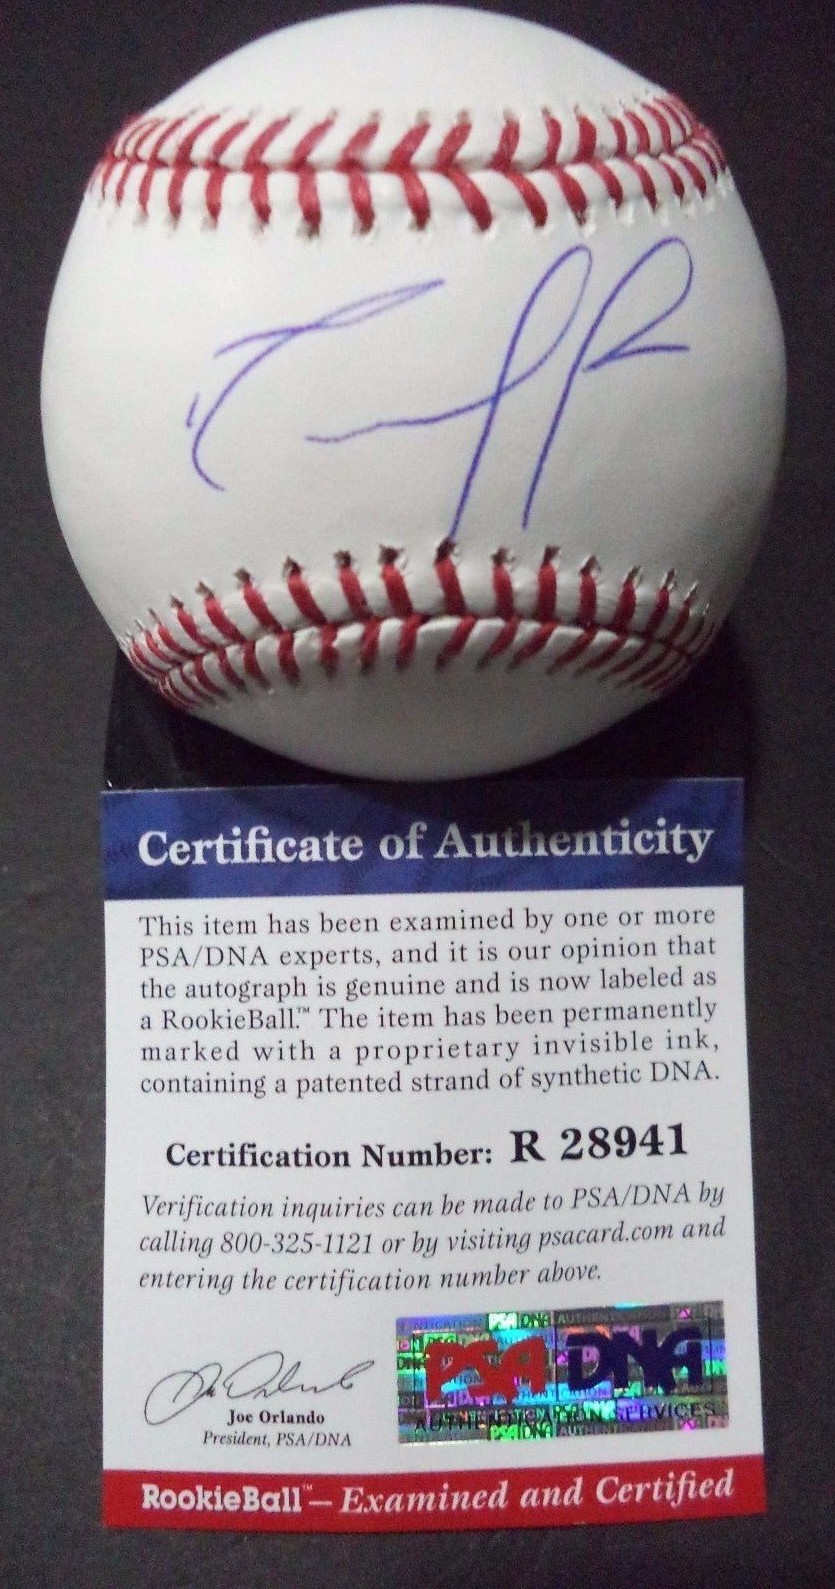 Certificate of Authenticity
This item has been examined by one or more
PSA/DNA experts, and it is our opinion that
the autograph is genuine and is now labeled as
a RookieBall.™ The item has been permanently
marked with a proprietary invisible ink,
containing a patented strand of synthetic DNA.
Certification Number: R 28941
Verification inquiries can be made to PSA/DNA by
calling 800-325-1121 or by visiting psacard.com and
entering the certification number above.
PSA DNA
AUTHENTICATION SERVICES
Joe Orlando
President, PSA/DNA
RookieBall™– Examined and Certified